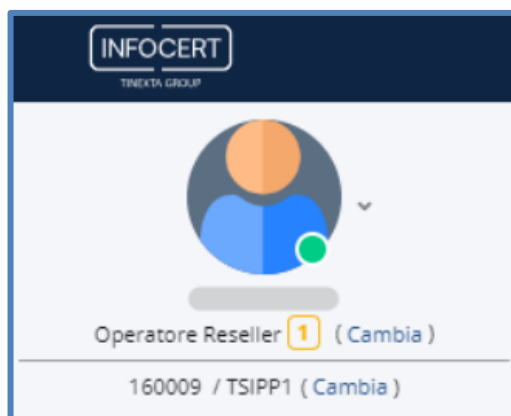 INFOCERT
TINEXTA GROUP
Operatore Reseller 1 ( Cambia )
160009 / TSIPP1 ( Cambia )